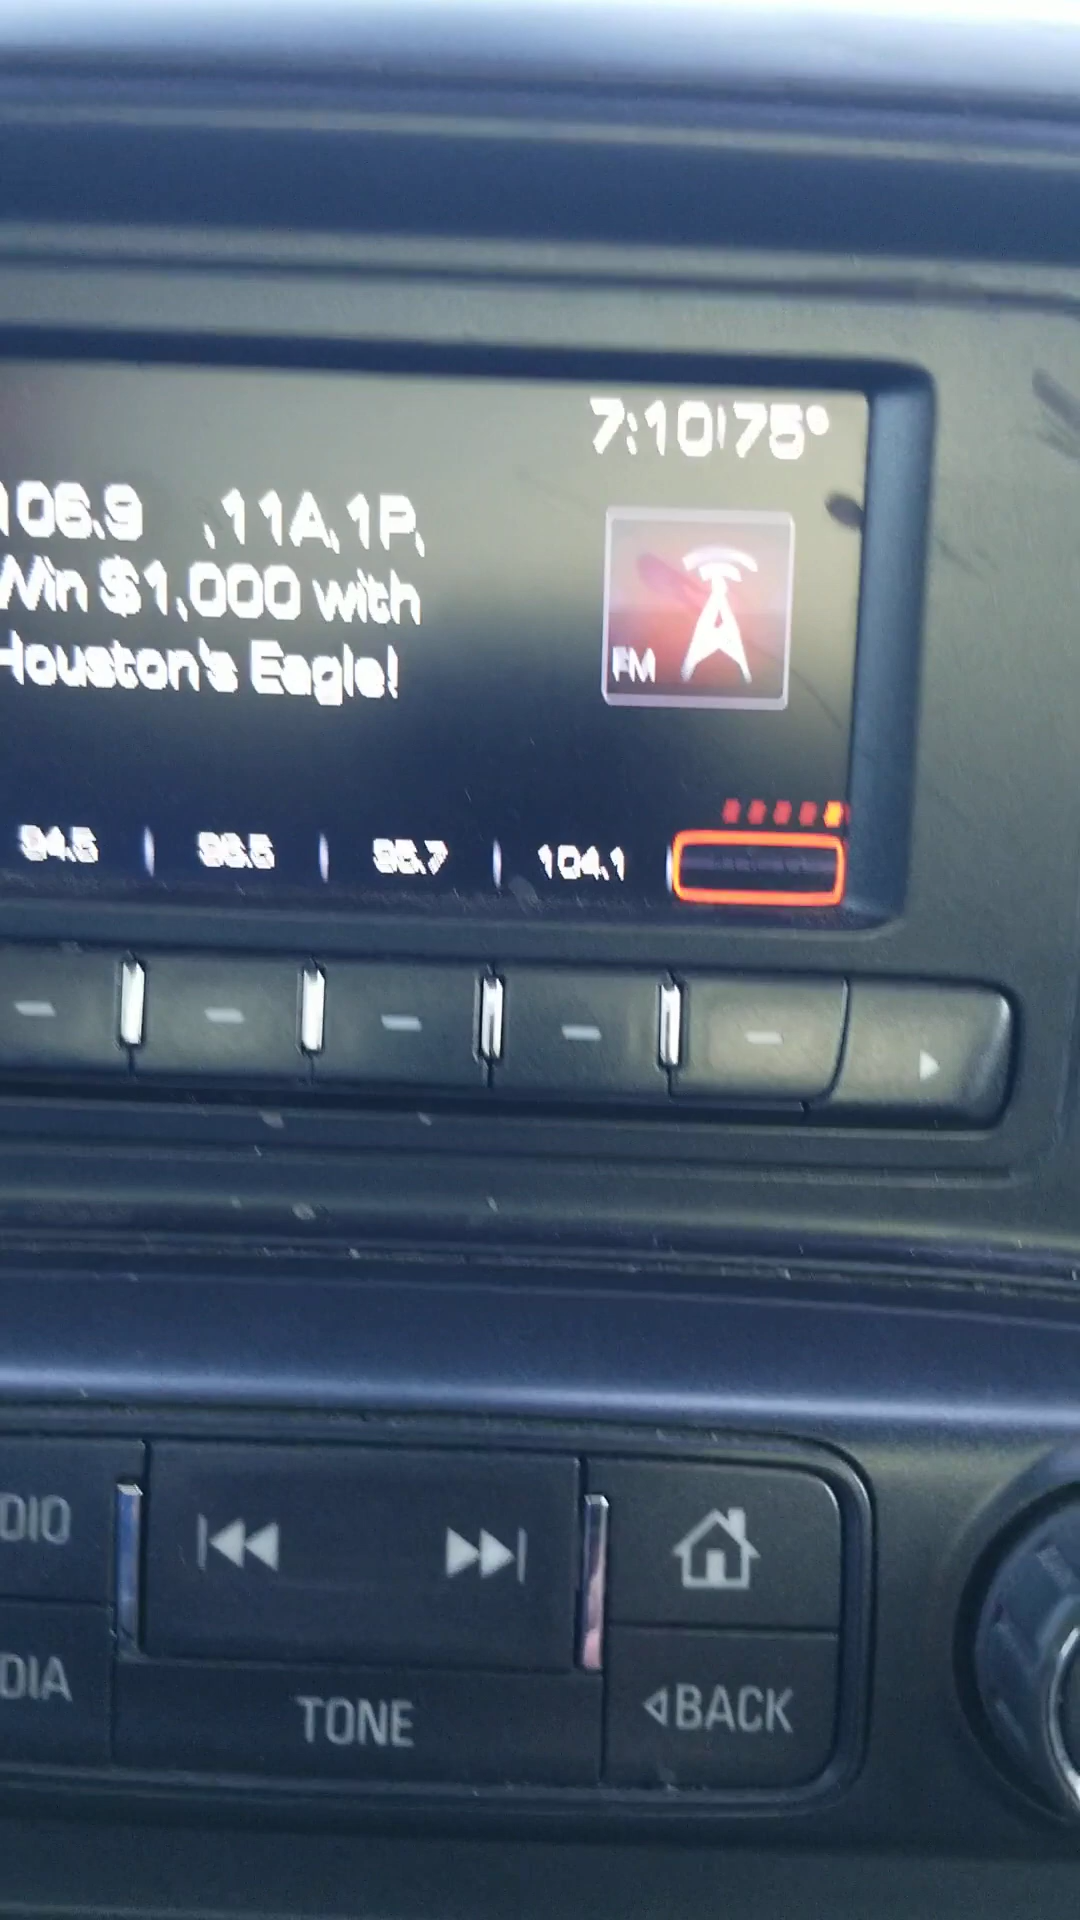 7:10 75°
106.9 ,11A,1P,
Win $1,000 with
Houston's Eagle!
FM
94.5 96.5 95.7 104.1
DIO
DIA
TONE
BACK